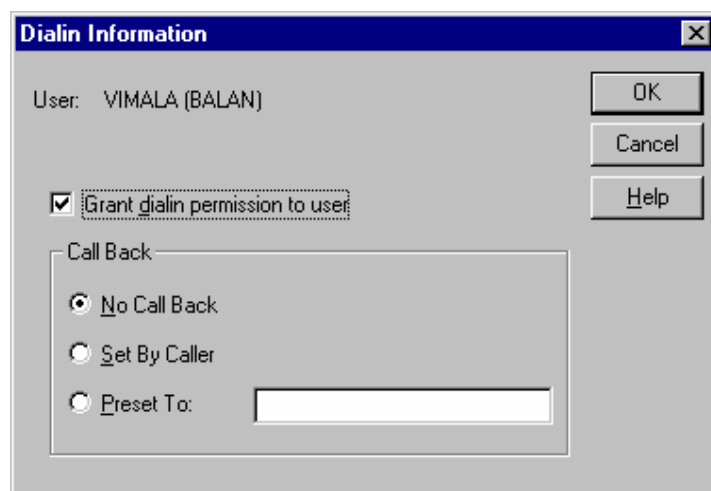 Dialin Information
User: VIMALA (BALAN)
OK
Cancel
Help
Grant dialin permission to user
Call Back
No Call Back
Set By Caller
Preset To: